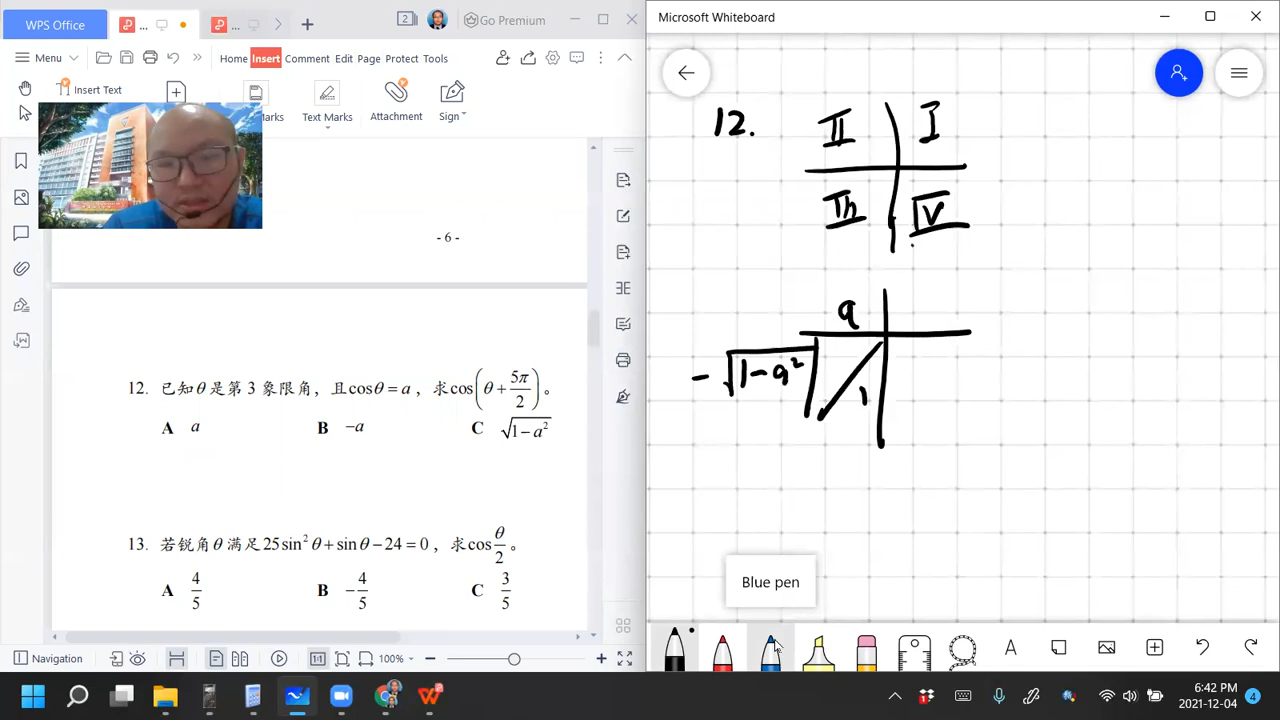 WPS Office
...
...
2
Go Premium
Menu
Home Insert Comment Edit Page Protect Tools
Insert Text
Text Marks
Attachment
Sign
- 6 -
12. 已知θ是第 3 象限角，且cosθ = a，求cos(θ + 5π/2)。
A a B −a C √(1−a²)
13. 若锐角θ满足25sin²θ + sinθ − 24 = 0，求cos θ/2。
A 4/5 B −4/5 C 3/5
Navigation
100%
Microsoft Whiteboard
12.
II I
III IV
a
−√(1−a²)
1
Blue pen
6:42 PM
2021-12-04
4